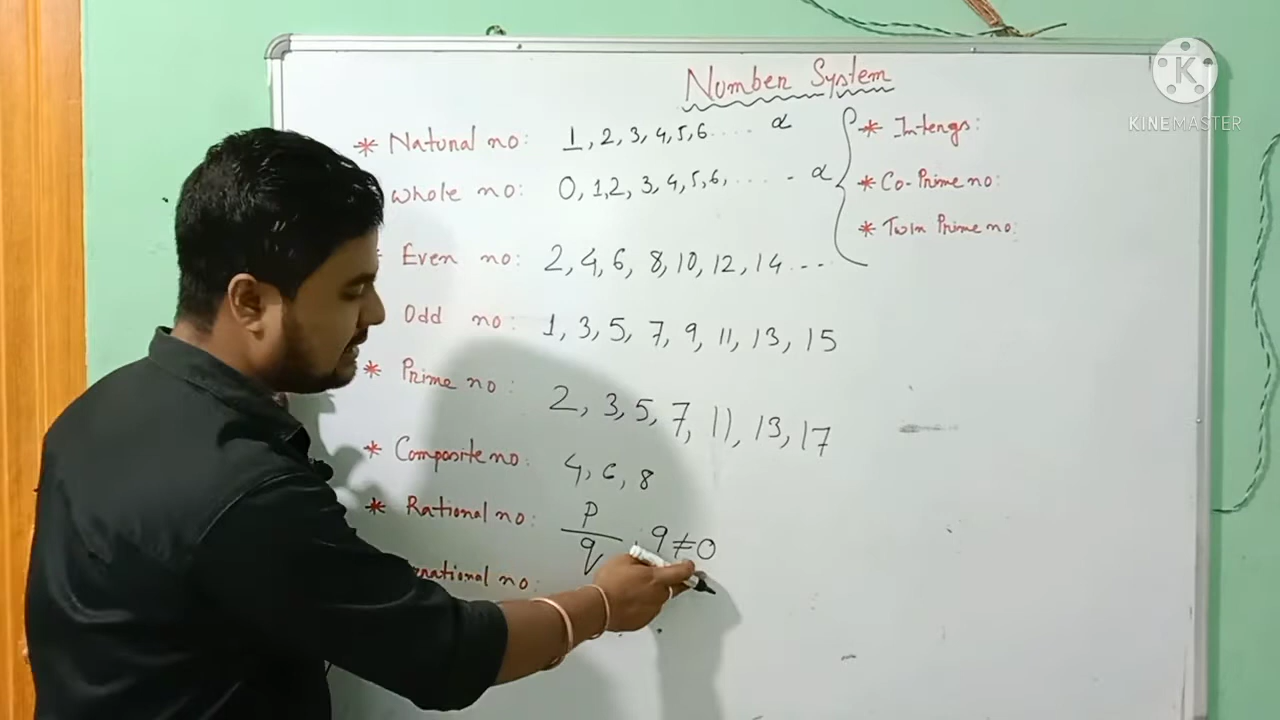 Number System
* Natural no: 1, 2, 3, 4, 5, 6.... α
whole no: 0, 1, 2, 3, 4, 5, 6, .... - α
Even no: 2, 4, 6, 8, 10, 12, 14 ---
Odd no: 1, 3, 5, 7, 9, 11, 13, 15
* Prime no: 2, 3, 5, 7, 11, 13, 17
* Composite no: 4, 6, 8
* Rational no: p/q, q≠0
rrational no:
* Intengs:
* Co-Prime no:
* Twin Prime no:
K
KINEMASTER